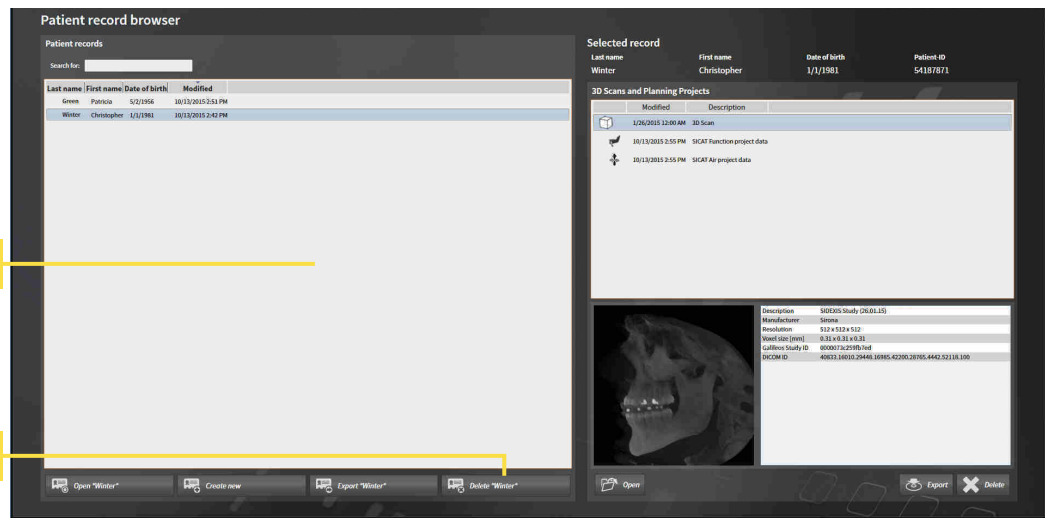 Patient record browser
Patient records
Search for:
Last name First name Date of birth Modified
Green Patricia 5/2/1956 10/13/2015 2:51 PM
Winter Christopher 1/1/1981 10/13/2015 2:42 PM
Open "Winter"
Create new
Export "Winter"
Delete "Winter"
Selected record
Last name First name Date of birth Patient-ID
Winter Christopher 1/1/1981 54187871
3D Scans and Planning Projects
Modified Description
1/26/2015 12:00 AM 3D Scan
10/13/2015 2:55 PM SICAT Function project data
10/13/2015 2:55 PM SICAT Air project data
Description SIDEXIS Study (26.01.15)
Manufacturer Sirona
Resolution 512 x 512 x 512
Voxel size [mm] 0.31 x 0.31 x 0.31
Galileos Study ID 0000073c259fb7ed
DICOM ID 40833.16010.29448.16985.42200.28765.4442.52118.100
Open
Export
Delete